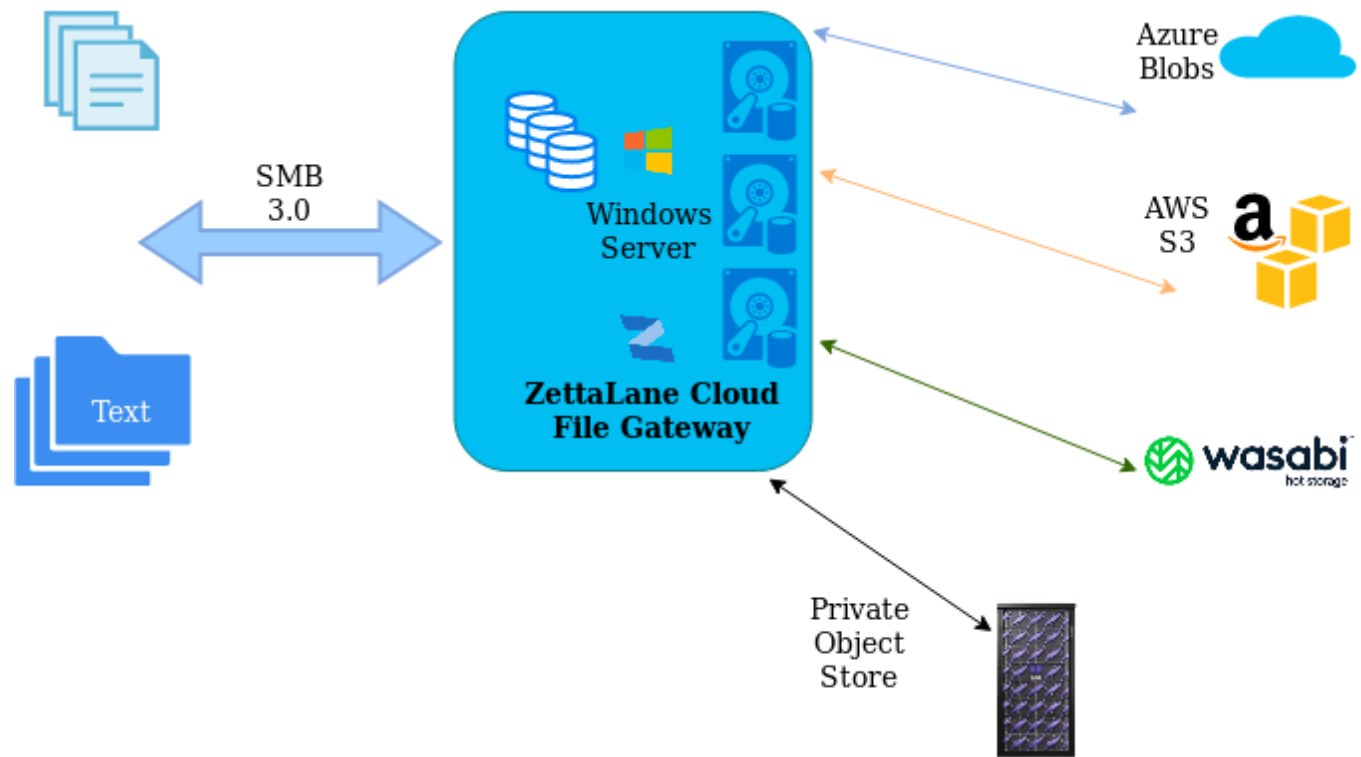 SMB
3.0
Text
Windows
Server
ZettaLane Cloud
File Gateway
Azure
Blobs
AWS
S3
a
wasabi
hot storage
Private
Object
Store